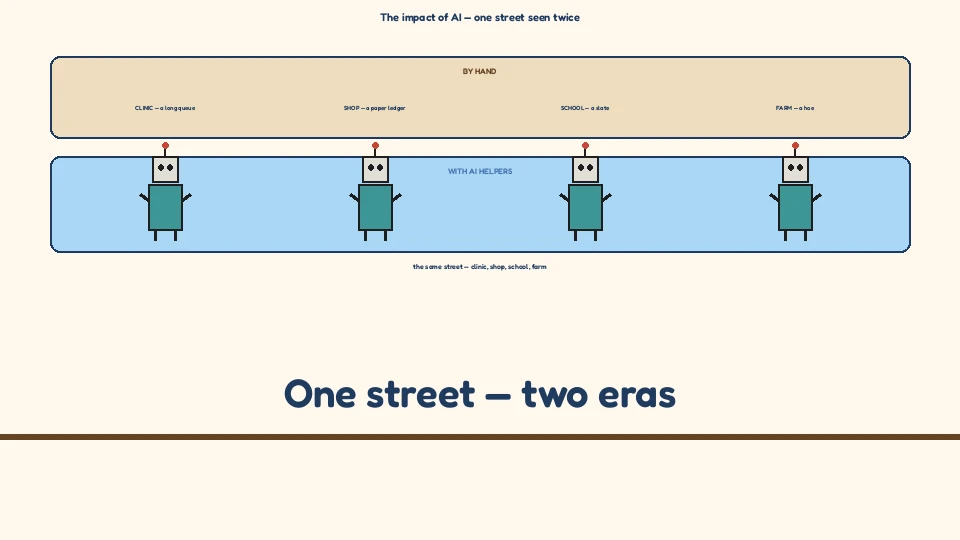 The impact of AI — one street seen twice
BY HAND
CLINIC — a long queue
SHOP — a paper ledger
SCHOOL — a slate
FARM — a hoe
WITH AI HELPERS
the same street — clinic, shop, school, farm
One street — two eras